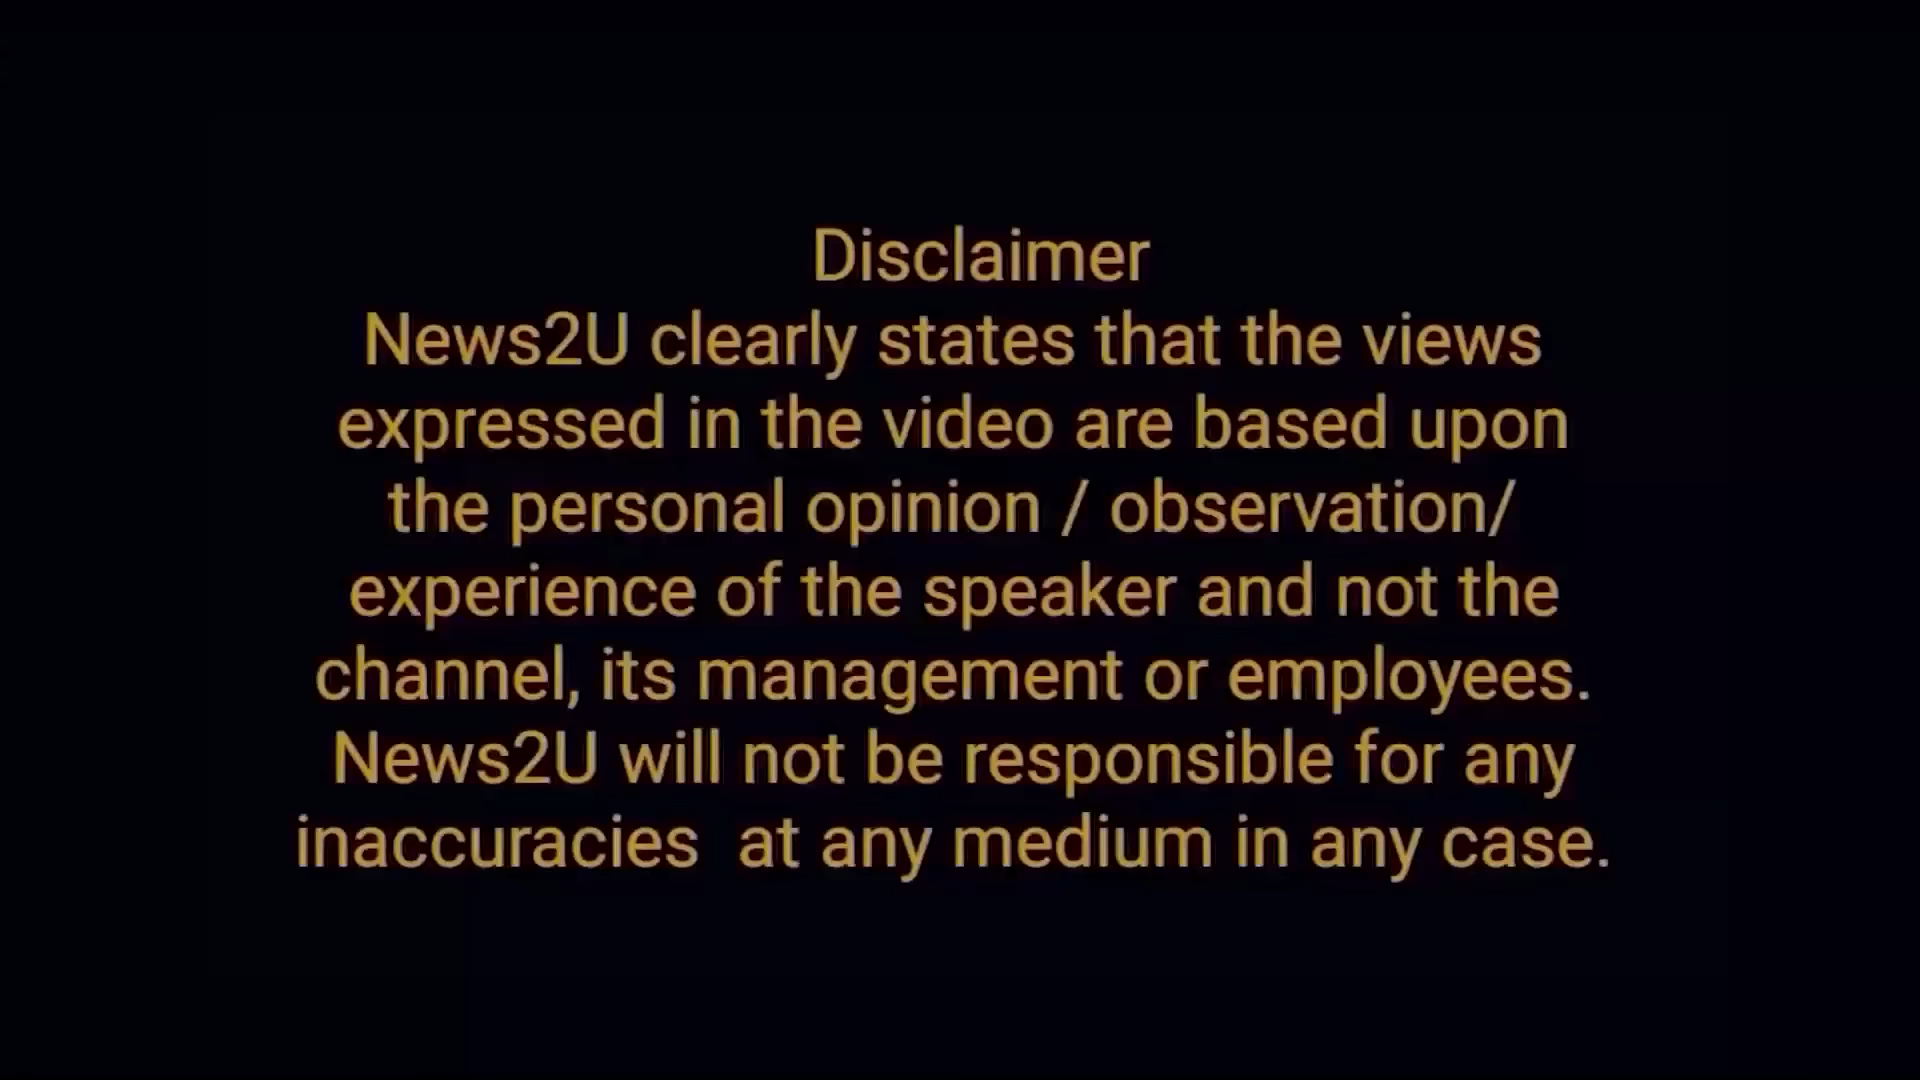 Disclaimer
News2U clearly states that the views
expressed in the video are based upon
the personal opinion / observation/
experience of the speaker and not the
channel, its management or employees.
News2U will not be responsible for any
inaccuracies  at any medium in any case.